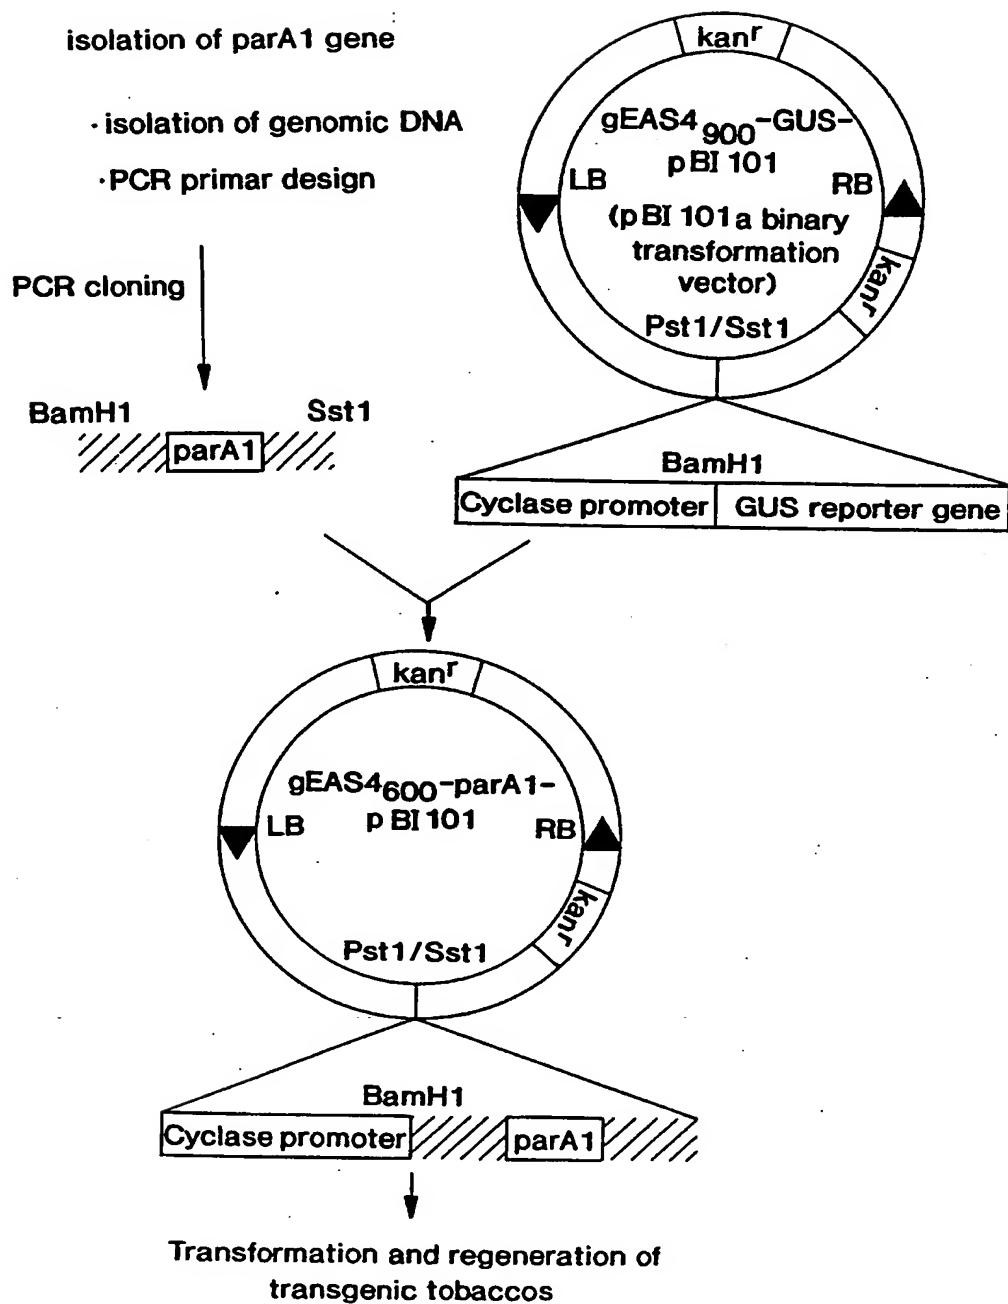 isolation of parA1 gene
· isolation of genomic DNA
· PCR primar design
PCR cloning
BamH1 Sst1
parA1
kanʳ
gEAS4₉₀₀-GUS-
pBI 101
LB RB
(pBI 101 a binary
transformation
vector)
kanʳ
Pst1/Sst1
BamH1
Cyclase promoter GUS reporter gene
kanʳ
gEAS4₆₀₀-parA1-
pBI 101
LB RB
kanʳ
Pst1/Sst1
BamH1
Cyclase promoter parA1
Transformation and regeneration of
transgenic tobaccos